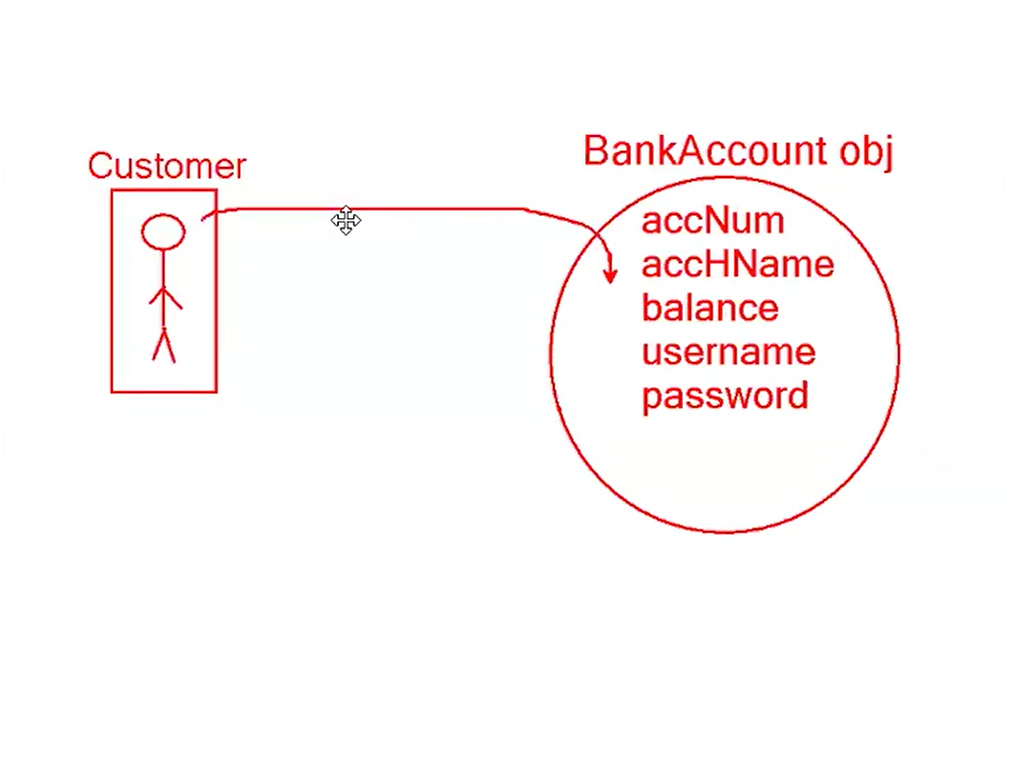 Customer
BankAccount obj
accNum
accHName
balance
username
password